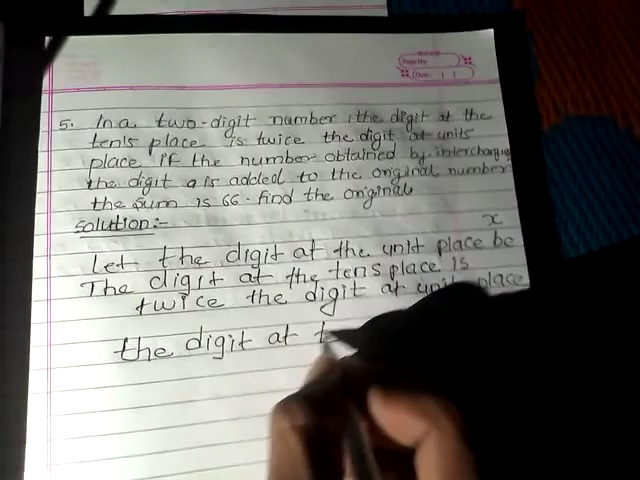 Page No.
Date
5. In a two-digit number, the digit at the
tens place is twice the digit at units
place if the number obtained by interchanging
the digit a is added to the original number
the sum is 66. find the original
solution:-
Let the digit at the unit place be x
The digit at the tens place is
twice the digit at unit place
the digit at t